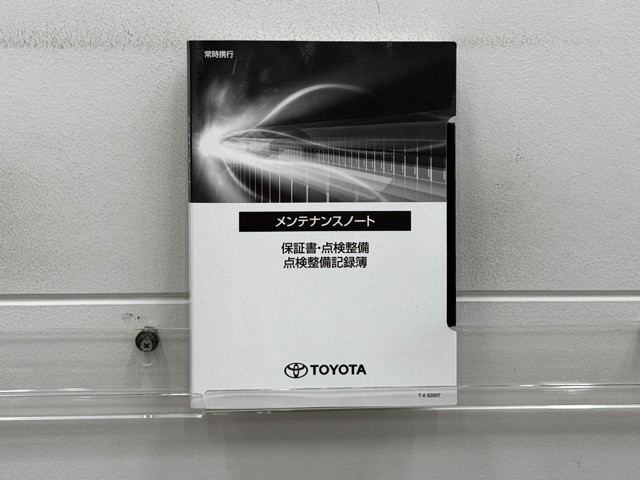 常時携行
メンテナンスノート
保証書・点検整備
点検整備記録簿
TOYOTA
T-6 62007